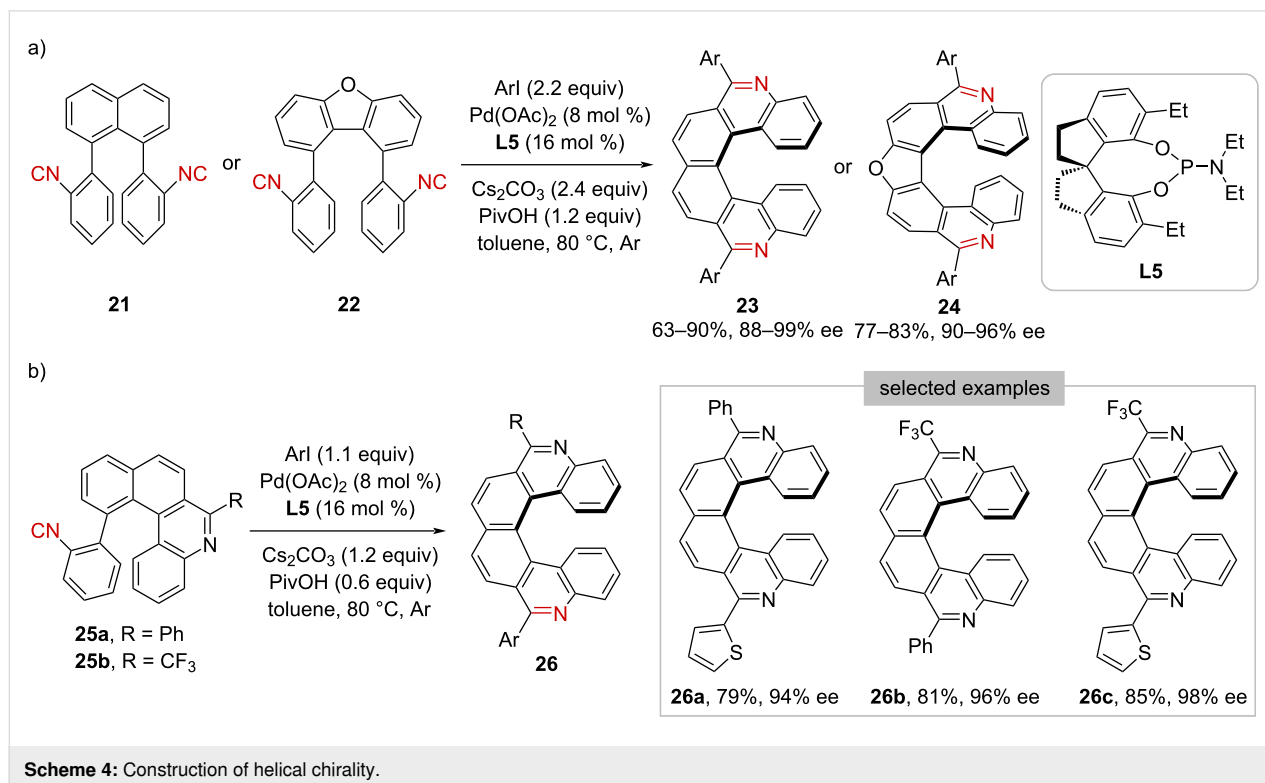 a)
O
CN
NC
or
CN
NC
21
22
ArI (2.2 equiv)
Pd(OAc)2 (8 mol %)
L5 (16 mol %)
Cs2CO3 (2.4 equiv)
PivOH (1.2 equiv)
toluene, 80 °C, Ar
Ar
N
N
Ar
23
63–90%, 88–99% ee
or
Ar
N
O
N
Ar
24
77–83%, 90–96% ee
Et
O
Et
P
N
O
Et
Et
L5
b)
CN
R
N
25a, R = Ph
25b, R = CF3
ArI (1.1 equiv)
Pd(OAc)2 (8 mol %)
L5 (16 mol %)
Cs2CO3 (1.2 equiv)
PivOH (0.6 equiv)
toluene, 80 °C, Ar
R
N
N
Ar
26
selected examples
Ph
N
N
S
26a, 79%, 94% ee
F3C
N
N
Ph
26b, 81%, 96% ee
F3C
N
N
S
26c, 85%, 98% ee
Scheme 4: Construction of helical chirality.